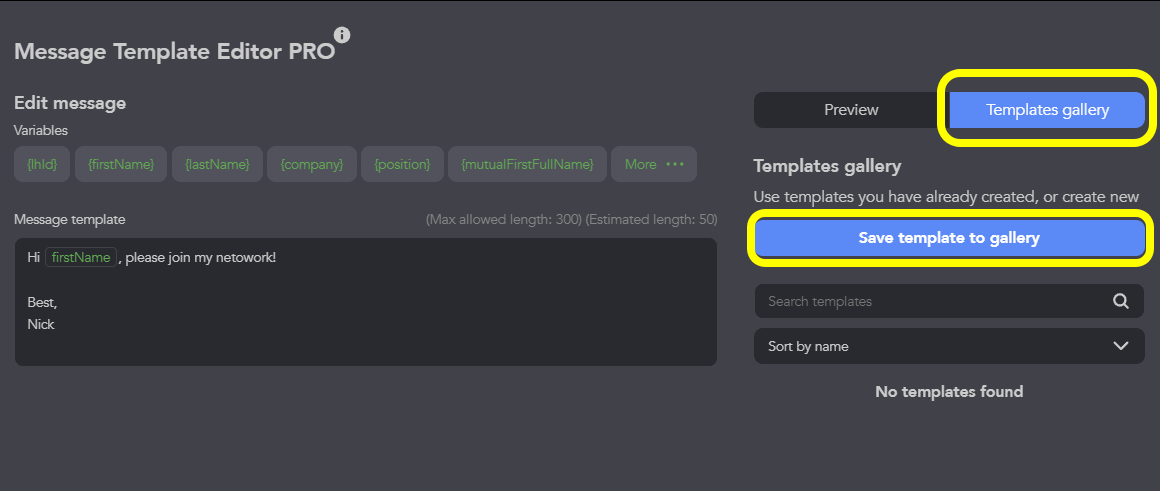 Message Template Editor PRO
Edit message
Variables
{lhId} {firstName} {lastName} {company} {position} {mutualFirstFullName} More
Message template (Max allowed length: 300) (Estimated length: 50)
Hi firstName , please join my netowork!
Best,
Nick
Preview Templates gallery
Templates gallery
Use templates you have already created, or create new
Save template to gallery
Search templates
Sort by name
No templates found